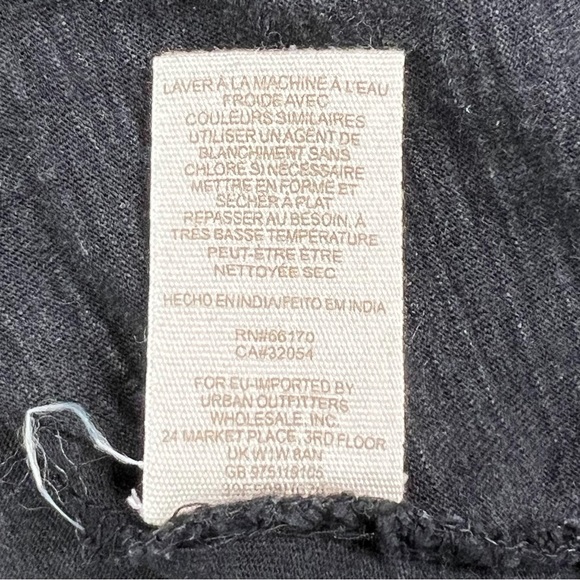 LAVER À LA MACHINE À L'EAU
FROIDE AVEC
COULEURS SIMILAIRES
UTILISER UN AGENT DE
BLANCHIMENT SANS
CHLORE SI NÉCESSAIRE
METTRE EN FORME ET
SÉCHER À PLAT
REPASSER AU BESOIN, À
TRÈS BASSE TEMPÉRATURE
PEUT-ÊTRE ÊTRE
NETTOYÉE SEC
HECHO EN INDIA/FEITO EM INDIA
RN#66170
CA#32054
FOR EU-IMPORTED BY
URBAN OUTFITTERS
WHOLESALE, INC.
24 MARKET PLACE, 3RD FLOOR
UK W1W 8AN
GB 975118105